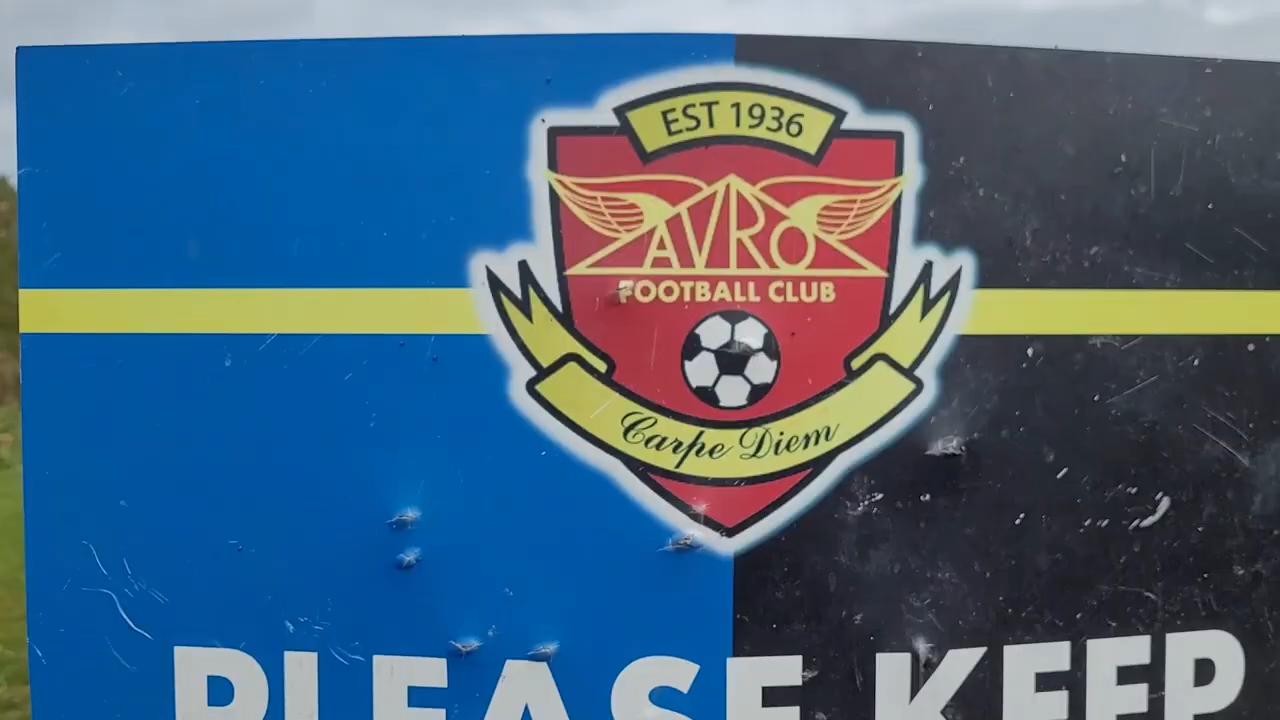 EST 1936
AVRO
FOOTBALL CLUB
Carpe Diem
PLEASE KEEP